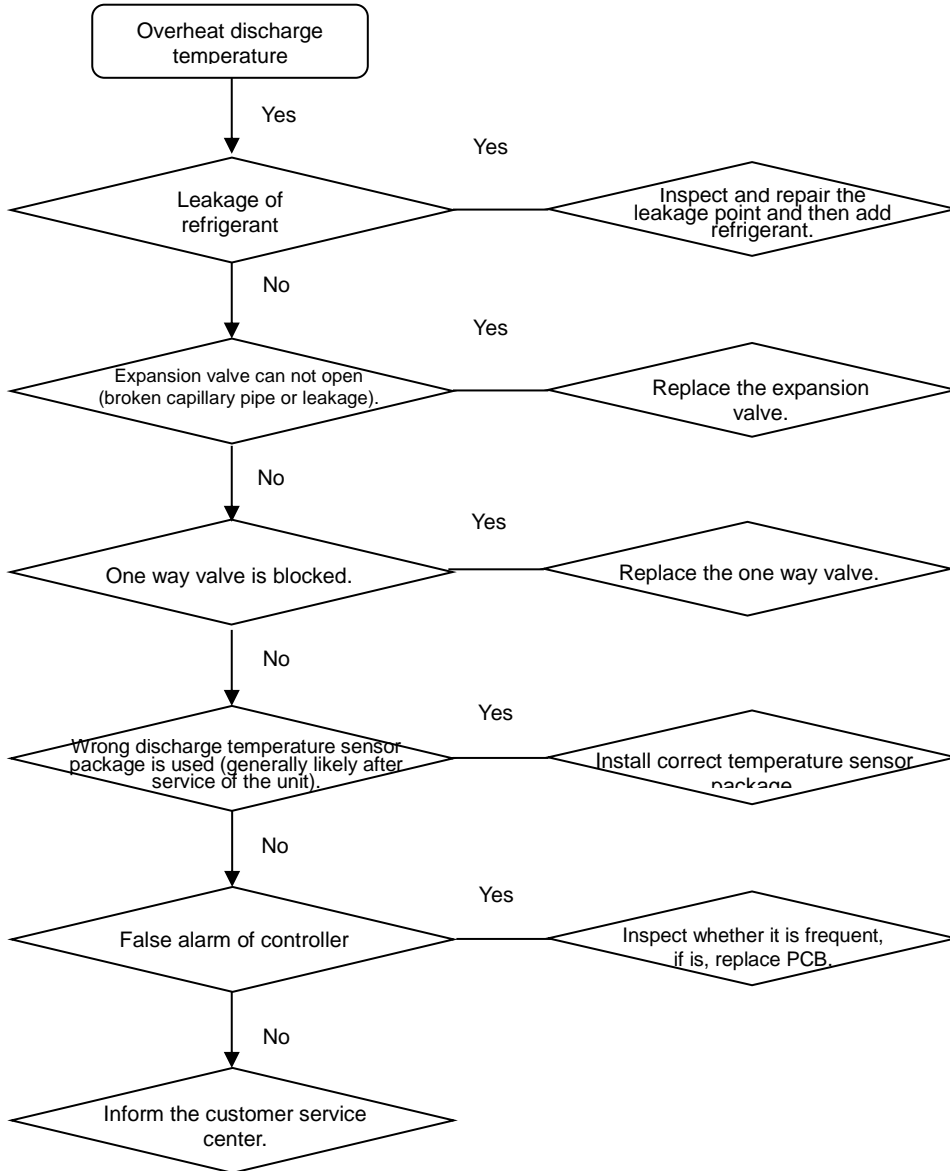 Overheat discharge
temperature
Yes
Yes
Leakage of
refrigerant
Inspect and repair the
leakage point and then add
refrigerant.
No
Yes
Expansion valve can not open
(broken capillary pipe or leakage).
Replace the expansion
valve.
No
Yes
One way valve is blocked.
Replace the one way valve.
No
Yes
Wrong discharge temperature sensor
package is used (generally likely after
service of the unit).
Install correct temperature sensor
package
No
Yes
False alarm of controller
Inspect whether it is frequent,
if is, replace PCB.
No
Inform the customer service
center.